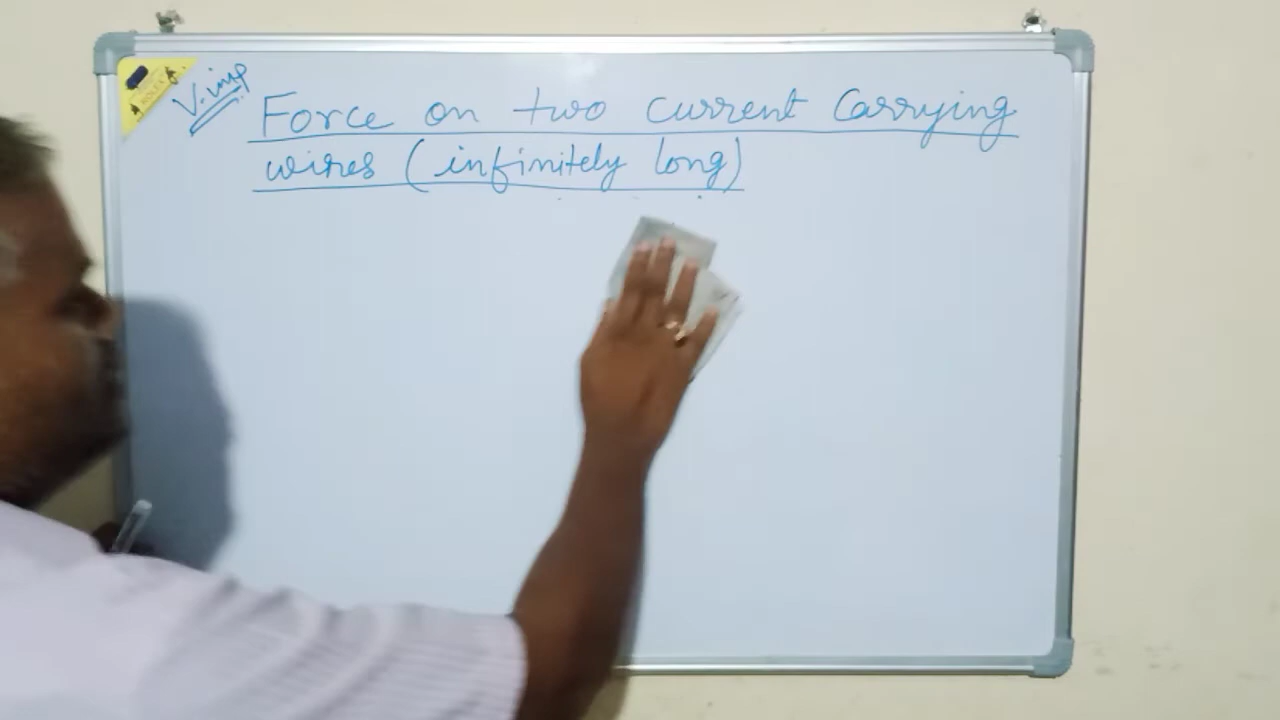 V. imp
Force on two current carrying
wires (infinitely long)